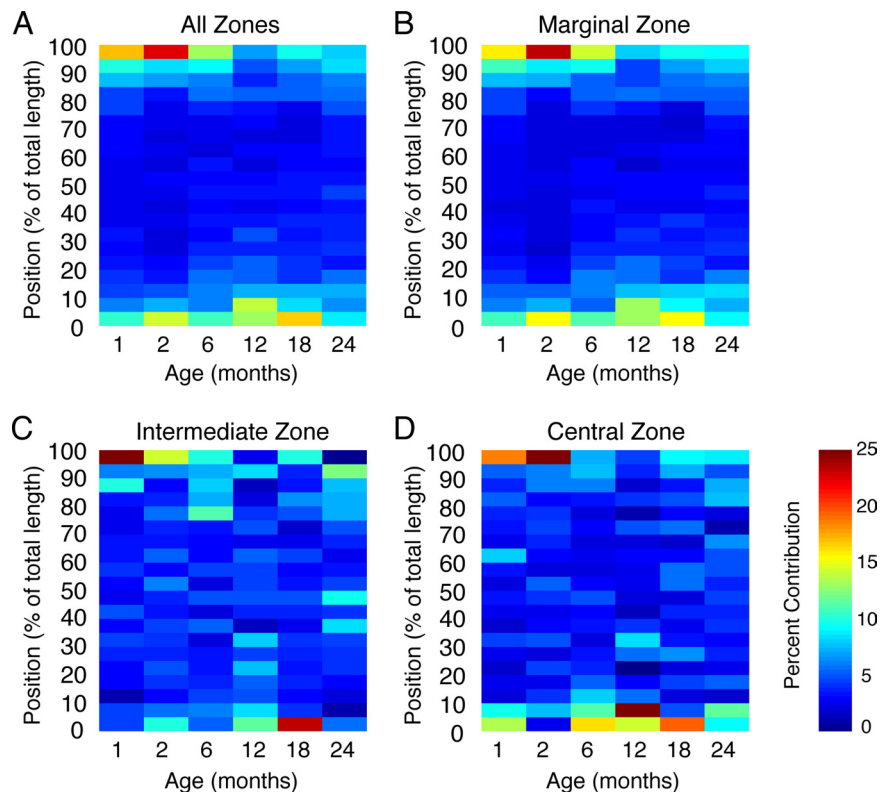 A All Zones
Position (% of total length)
100
90
80
70
60
50
40
30
20
10
0
1 2 6 12 18 24
Age (months)
B Marginal Zone
Position (% of total length)
100
90
80
70
60
50
40
30
20
10
0
1 2 6 12 18 24
Age (months)
C Intermediate Zone
Position (% of total length)
100
90
80
70
60
50
40
30
20
10
0
1 2 6 12 18 24
Age (months)
D Central Zone
Position (% of total length)
100
90
80
70
60
50
40
30
20
10
0
1 2 6 12 18 24
Age (months)
Percent Contribution
25
20
15
10
5
0